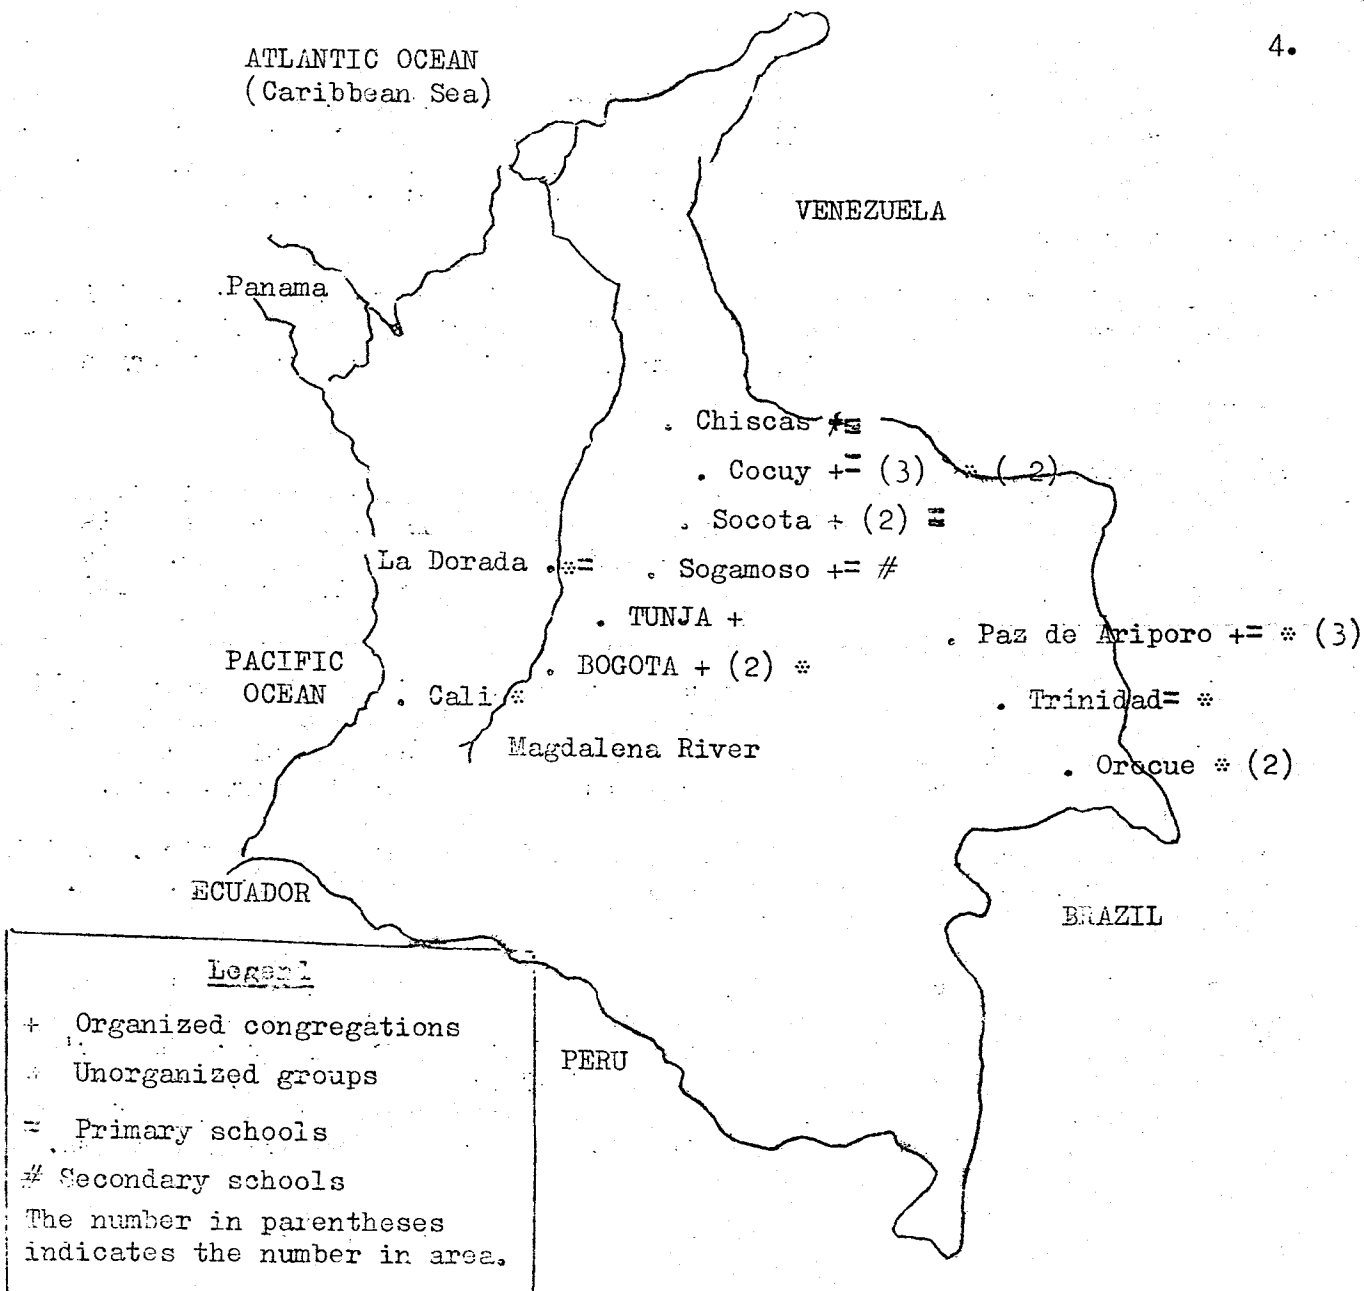 4.
ATLANTIC OCEAN
(Caribbean Sea)
VENEZUELA
.Panama
. Chiscas +=
. Cocuy += (3) * (2)
. Socota + (2) =
La Dorada .*=
. Sogamoso += #
. TUNJA +
. Paz de Ariporo += * (3)
PACIFIC
OCEAN
. BOGOTA + (2) *
. Cali *
. Trinidad= *
Magdalena River
. Orocue * (2)
ECUADOR
BRAZIL
Legend
+ Organized congregations
* Unorganized groups
= Primary schools
# Secondary schools
The number in parentheses
indicates the number in area.
PERU